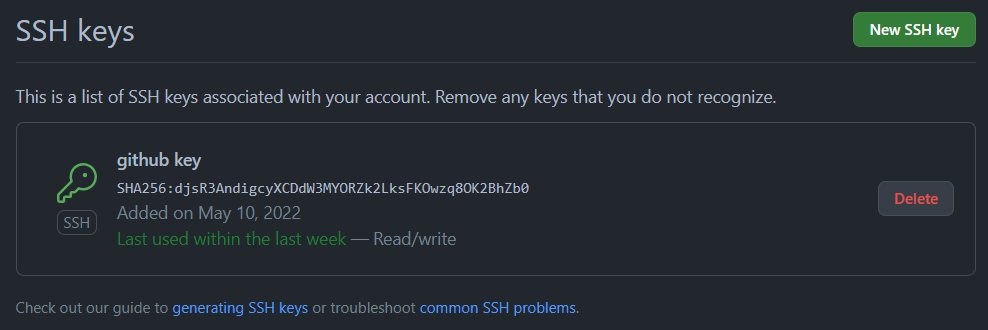 SSH keys
New SSH key
This is a list of SSH keys associated with your account. Remove any keys that you do not recognize.
github key
SHA256:djsR3AndigcyXCDdW3MYORZk2LksFKOwzq8OK2BhZb0
Added on May 10, 2022
Last used within the last week — Read/write
SSH
Delete
Check out our guide to generating SSH keys or troubleshoot common SSH problems.